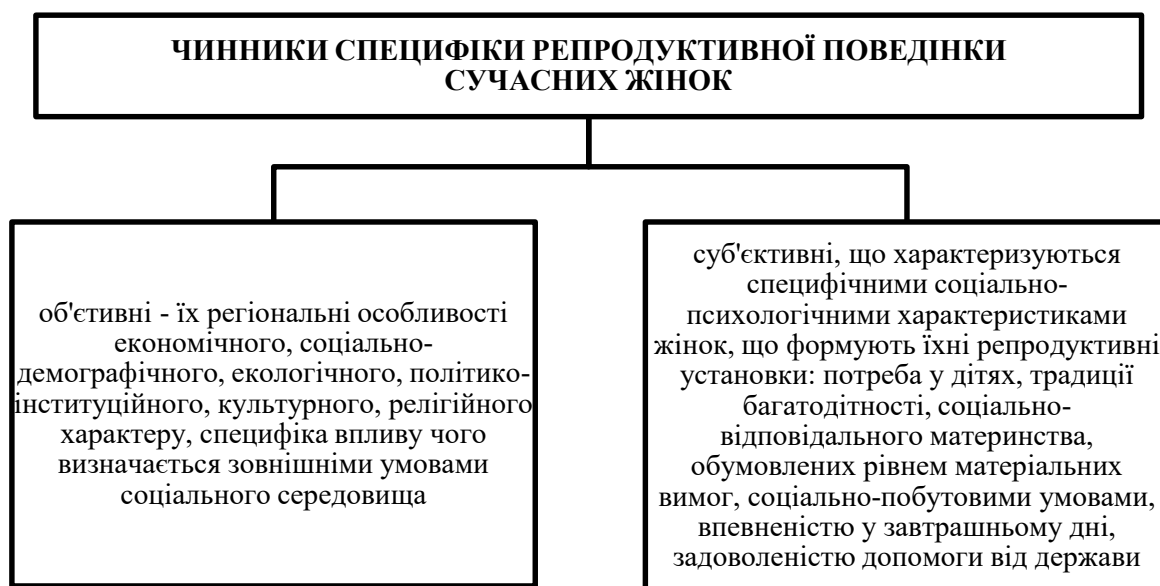 ЧИННИКИ СПЕЦИФІКИ РЕПРОДУКТИВНОЇ ПОВЕДІНКИ
СУЧАСНИХ ЖІНОК
об'єтивні - їх регіональні особливості
економічного, соціально-
демографічного, екологічного, політико-
інституційного, культурного, релігійного
характеру, специфіка впливу чого
визначається зовнішніми умовами
соціального середовища
суб'єктивні, що характеризуються
специфічними соціально-
психологічними характеристиками
жінок, що формують їхні репродуктивні
установки: потреба у дітях, традиції
багатодітності, соціально-
відповідального материнства,
обумовлених рівнем матеріальних
вимог, соціально-побутовими умовами,
впевненістю у завтрашньому дні,
задоволеністю допомоги від держави